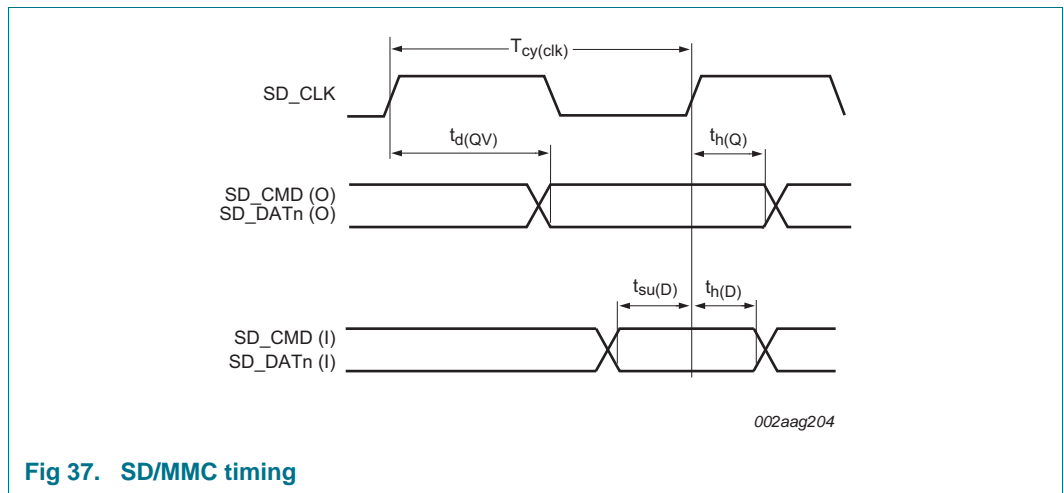 Tcy(clk)
SD_CLK
td(QV)
th(Q)
SD_CMD (O)
SD_DATn (O)
tsu(D)
th(D)
SD_CMD (I)
SD_DATn (I)
002aag204
Fig 37. SD/MMC timing